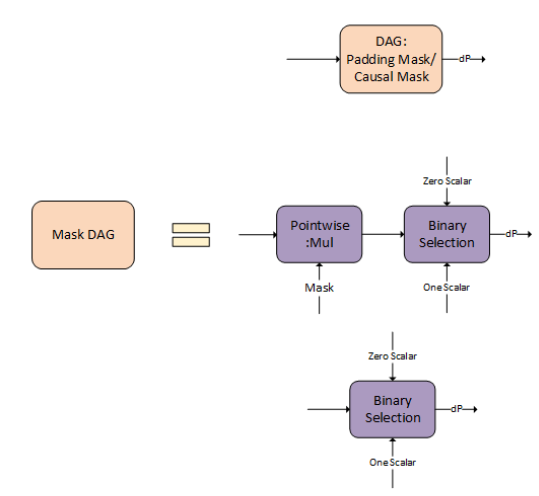 DAG:
Padding Mask/
Causal Mask
dP
Zero Scalar
Mask DAG
Pointwise
:Mul
Binary
Selection
dP
Mask
One Scalar
Zero Scalar
Binary
Selection
dP
One Scalar